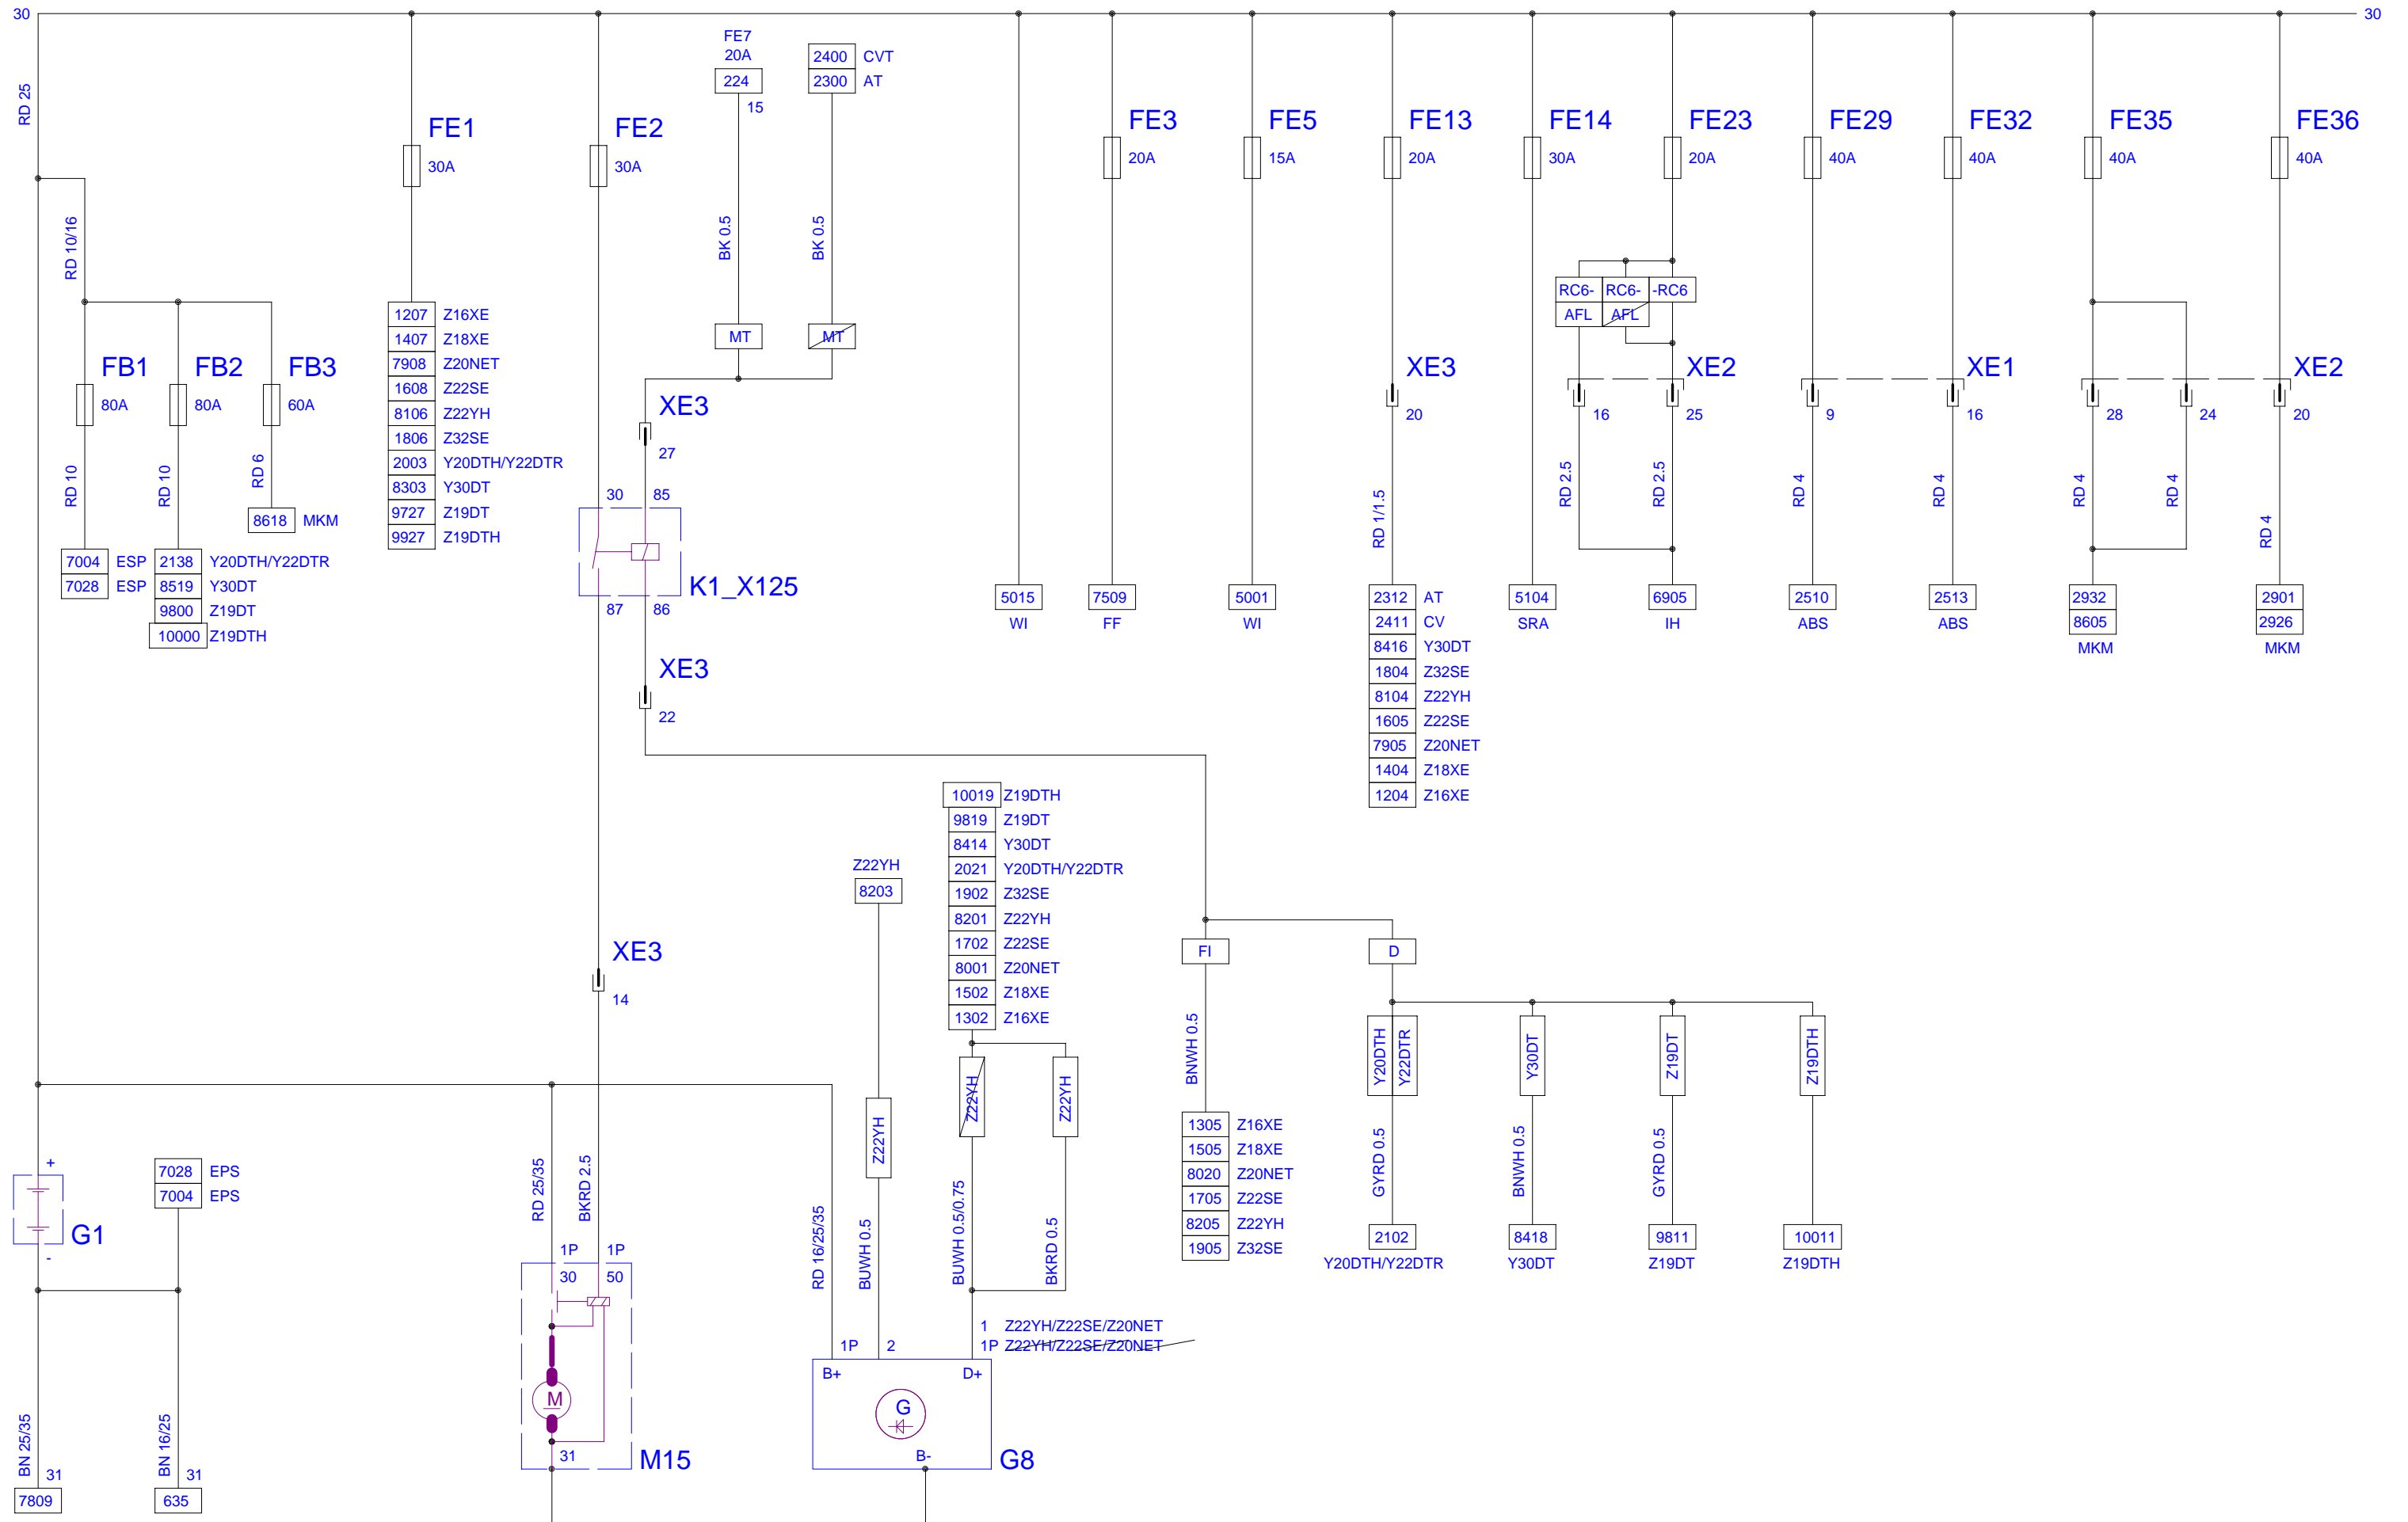 30
30
RD 25
FE7
20A
224
15
2400 CVT
2300 AT
FE1
30A
FE2
30A
FE3
20A
FE5
15A
FE13
20A
FE14
30A
FE23
20A
FE29
40A
FE32
40A
FE35
40A
FE36
40A
RD 10/16
BK 0.5
BK 0.5
RC6- RC6- -RC6
AFL AFL
MT
MT
FB1
80A
FB2
80A
FB3
60A
RD 10
RD 10
RD 6
8618 MKM
7004 ESP
7028 ESP
2138 Y20DTH/Y22DTR
8519 Y30DT
9800 Z19DT
10000 Z19DTH
1207 Z16XE
1407 Z18XE
7908 Z20NET
1608 Z22SE
8106 Z22YH
1806 Z32SE
2003 Y20DTH/Y22DTR
8303 Y30DT
9727 Z19DT
9927 Z19DTH
XE3
27
30 85
K1_X125
87 86
XE3
22
XE3
20
XE2
16 25
XE1
9 16
XE2
28 24 20
RD 1/1.5
RD 2.5
RD 2.5
RD 4
RD 4
RD 4
RD 4
RD 4
5015
WI
7509
FF
5001
WI
2312 AT
2411 CV
8416 Y30DT
1804 Z32SE
8104 Z22YH
1605 Z22SE
7905 Z20NET
1404 Z18XE
1204 Z16XE
5104
SRA
6905
IH
2510
ABS
2513
ABS
2932
8605
MKM
2901
2926
MKM
10019 Z19DTH
9819 Z19DT
8414 Y30DT
2021 Y20DTH/Y22DTR
1902 Z32SE
8201 Z22YH
1702 Z22SE
8001 Z20NET
1502 Z18XE
1302 Z16XE
Z22YH
8203
XE3
14
FI
D
BNWH 0.5
Y20DTH
Y22DTR
Y30DT
Z19DT
Z19DTH
Z22YH
Z22YH
Z22YH
1305 Z16XE
1505 Z18XE
8020 Z20NET
1705 Z22SE
8205 Z22YH
1905 Z32SE
GYRD 0.5
BNWH 0.5
GYRD 0.5
2102
Y20DTH/Y22DTR
8418
Y30DT
9811
Z19DT
10011
Z19DTH
+
G1
-
7028 EPS
7004 EPS
RD 25/35
BKRD 2.5
RD 16/25/35
BUWH 0.5
BUWH 0.5/0.75
BKRD 0.5
1P 1P
30 50
M
31
M15
1 Z22YH/Z22SE/Z20NET
1P 2 1P Z22YH/Z22SE/Z20NET
B+ D+
G
B-
G8
BN 25/35
31
7809
BN 16/25
31
635